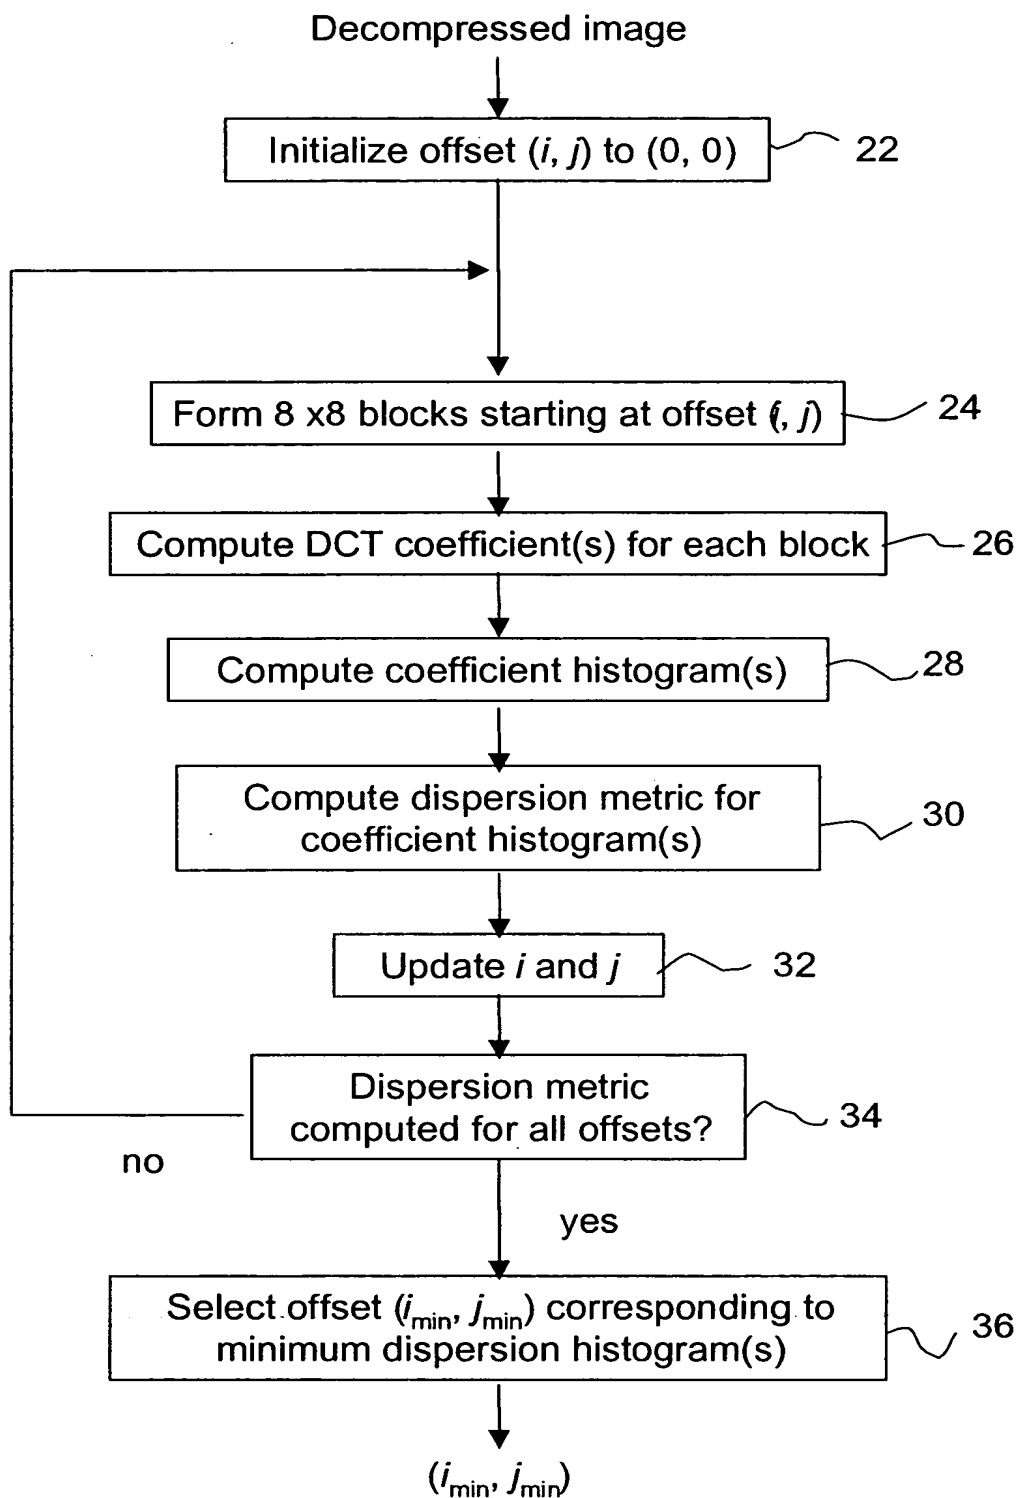 Decompressed image
Initialize offset (i, j) to (0, 0)
22
Form 8 x8 blocks starting at offset (i, j)
24
Compute DCT coefficient(s) for each block
26
Compute coefficient histogram(s)
28
Compute dispersion metric for
coefficient histogram(s)
30
Update i and j
32
Dispersion metric
computed for all offsets?
34
no
yes
Select offset (imin, jmin) corresponding to
minimum dispersion histogram(s)
36
(imin, jmin)